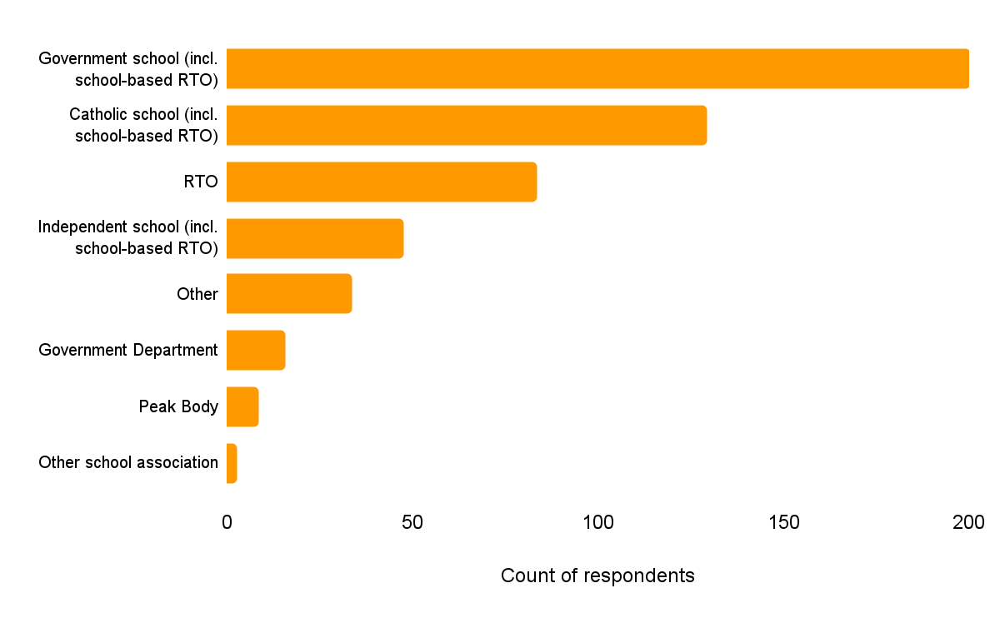 Government school (incl.
school-based RTO)
Catholic school (incl.
school-based RTO)
RTO
Independent school (incl.
school-based RTO)
Other
Government Department
Peak Body
Other school association
0 50 100 150 200
Count of respondents